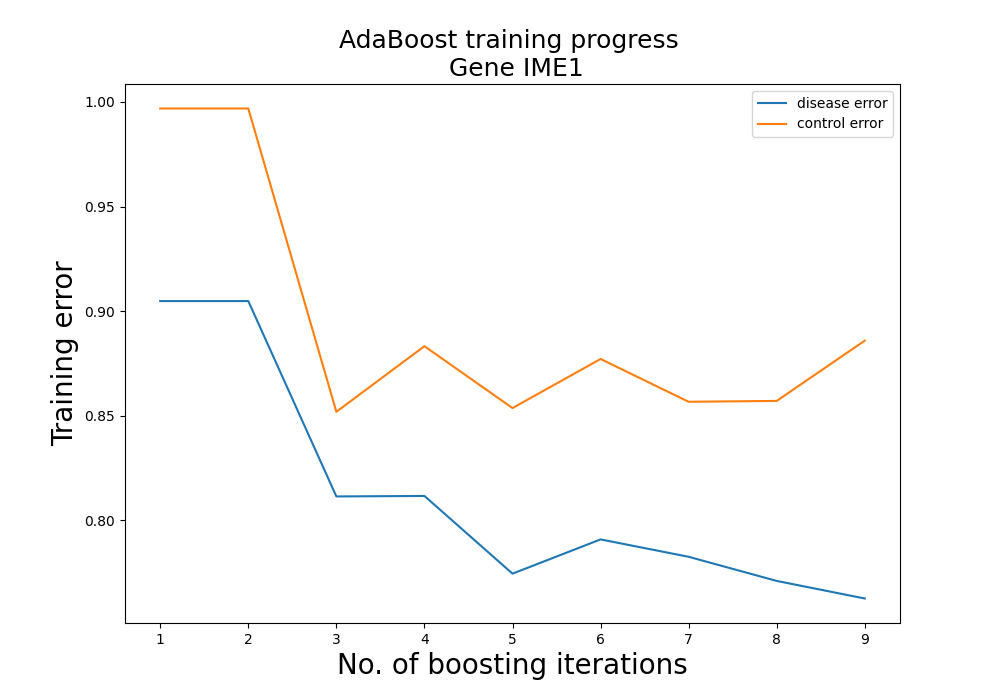 AdaBoost training progress
Gene IME1
disease error
control error
1.00
0.95
0.90
0.85
0.80
Training error
1 2 3 4 5 6 7 8 9
No. of boosting iterations